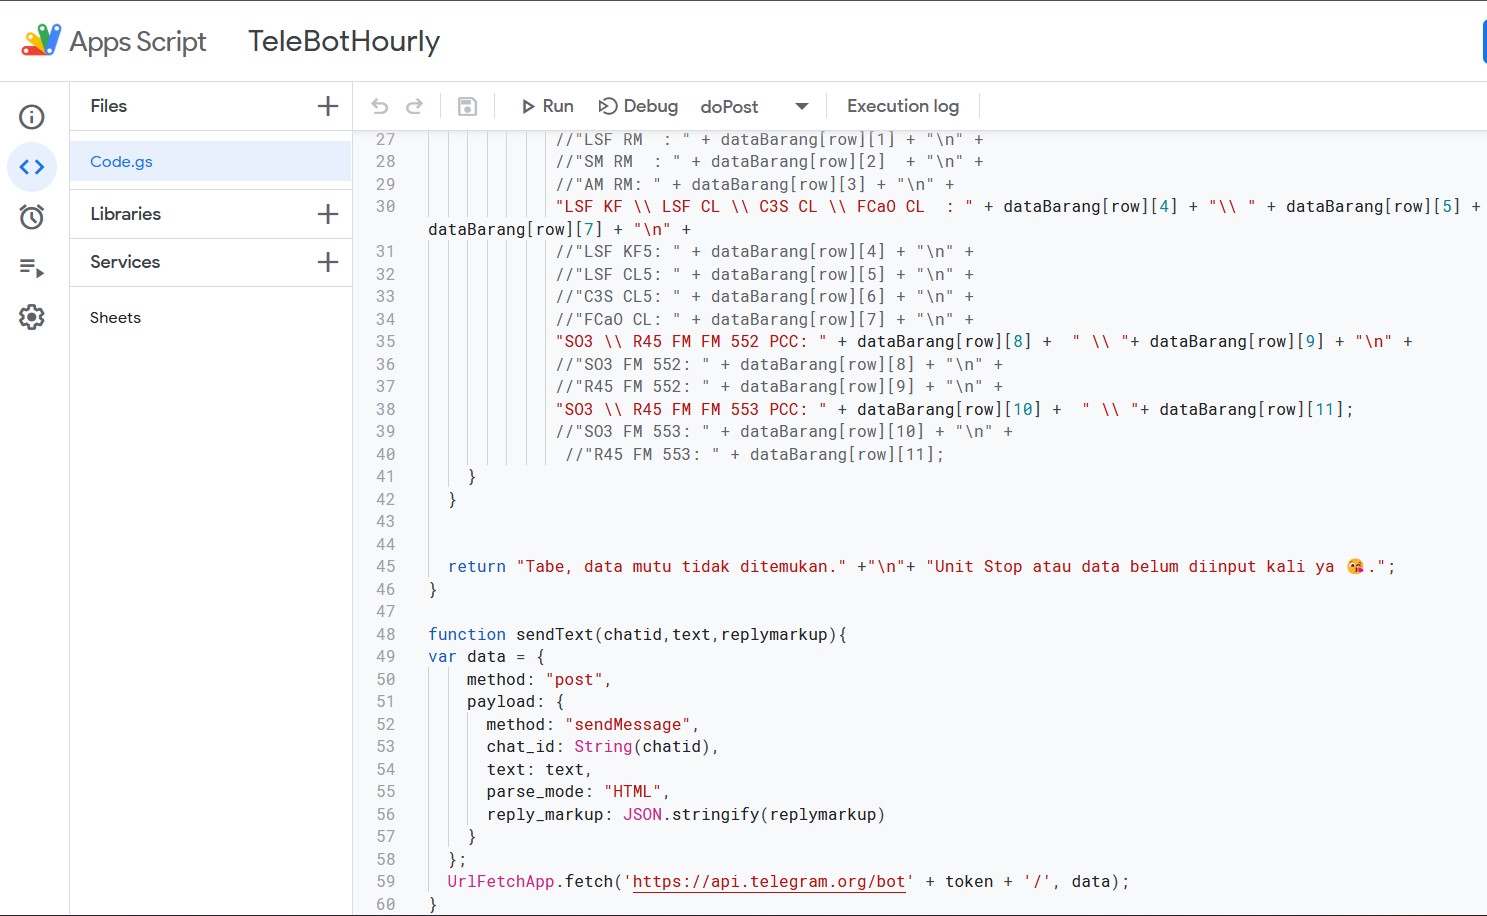 Apps Script TeleBotHourly
Files
Code.gs
Libraries
Services
Sheets
Run Debug doPost Execution log
27 //"LSF RM  : " + dataBarang[row][1] + "\n" +
28 //"SM RM  : " + dataBarang[row][2]  + "\n" +
29 //"AM RM: " + dataBarang[row][3] + "\n" +
30 "LSF KF \\ LSF CL \\ C3S CL \\ FCaO CL  : " + dataBarang[row][4] + "\\ " + dataBarang[row][5] +
dataBarang[row][7] + "\n" +
31 //"LSF KF5: " + dataBarang[row][4] + "\n" +
32 //"LSF CL5: " + dataBarang[row][5] + "\n" +
33 //"C3S CL5: " + dataBarang[row][6] + "\n" +
34 //"FCaO CL: " + dataBarang[row][7] + "\n" +
35 "SO3 \\ R45 FM FM 552 PCC: " + dataBarang[row][8] +  " \\ "+ dataBarang[row][9] + "\n" +
36 //"SO3 FM 552: " + dataBarang[row][8] + "\n" +
37 //"R45 FM 552: " + dataBarang[row][9] + "\n" +
38 "SO3 \\ R45 FM FM 553 PCC: " + dataBarang[row][10] +  " \\ "+ dataBarang[row][11];
39 //"SO3 FM 553: " + dataBarang[row][10] + "\n" +
40 //"R45 FM 553: " + dataBarang[row][11];
41 }
42 }
43
44
45 return "Tabe, data mutu tidak ditemukan." +"\n"+ "Unit Stop atau data belum diinput kali ya 😘.";
46 }
47
48 function sendText(chatid,text,replymarkup){
49 var data = {
50 method: "post",
51 payload: {
52 method: "sendMessage",
53 chat_id: String(chatid),
54 text: text,
55 parse_mode: "HTML",
56 reply_markup: JSON.stringify(replymarkup)
57 }
58 };
59 UrlFetchApp.fetch('https://api.telegram.org/bot' + token + '/', data);
60 }